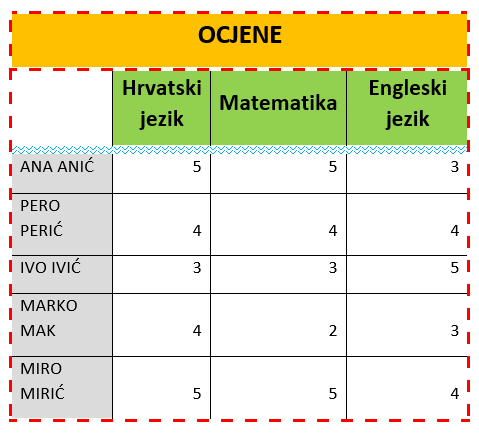 OCJENE
Hrvatski jezik Matematika Engleski jezik
ANA ANIĆ 5 5 3
PERO
PERIĆ 4 4 4
IVO IVIĆ 3 3 5
MARKO
MAK 4 2 3
MIRO
MIRIĆ 5 5 4